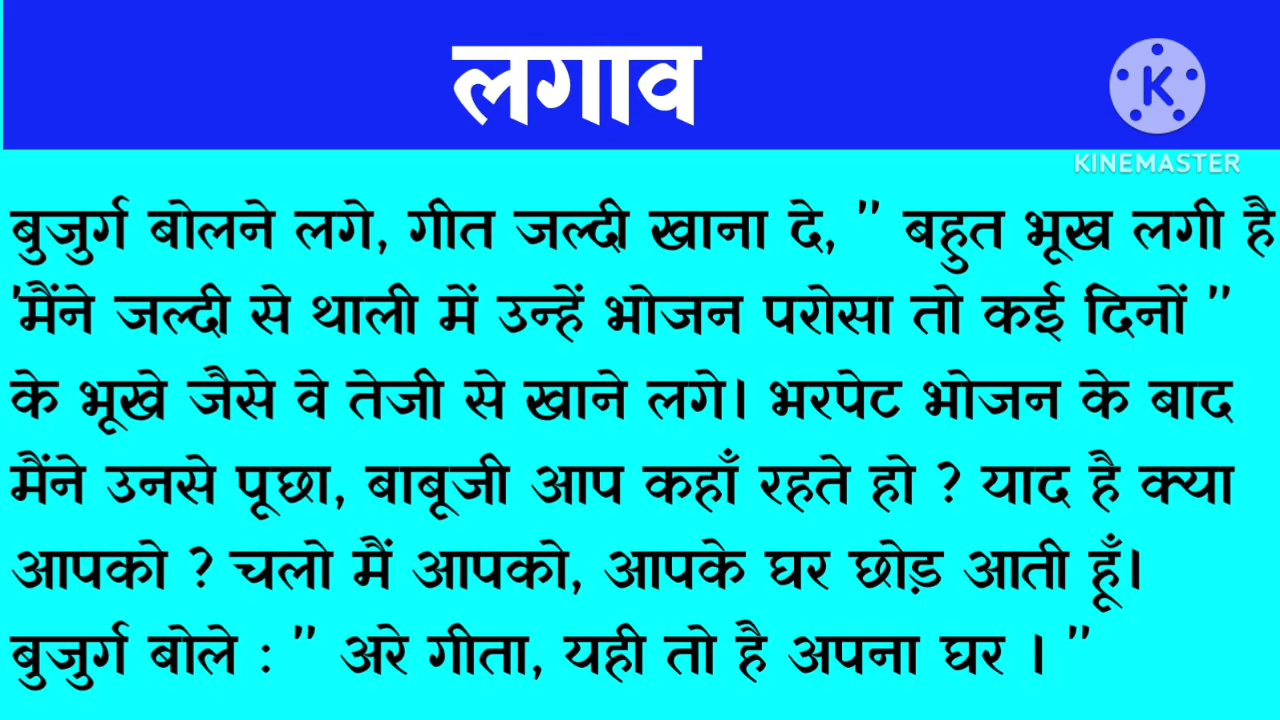 लगाव
K
KINEMASTER
बुजुर्ग बोलने लगे, गीत जल्दी खाना दे, " बहुत भूख लगी है
'मैंने जल्दी से थाली में उन्हें भोजन परोसा तो कई दिनों "
के भूखे जैसे वे तेजी से खाने लगे। भरपेट भोजन के बाद
मैंने उनसे पूछा, बाबूजी आप कहाँ रहते हो ? याद है क्या
आपको ? चलो मैं आपको, आपके घर छोड़ आती हूँ।
बुजुर्ग बोले : " अरे गीता, यही तो है अपना घर । "